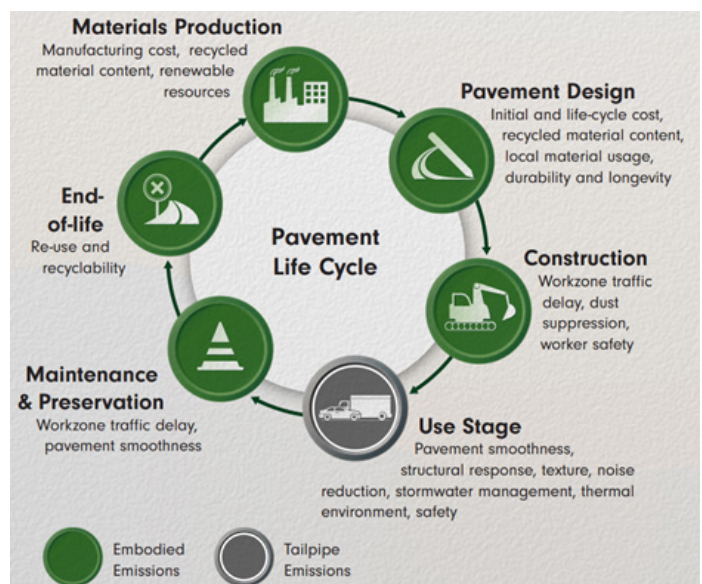 Materials Production
Manufacturing cost, recycled
material content, renewable
resources
Pavement Design
Initial and life-cycle cost,
recycled material content,
local material usage,
durability and longevity
End-
of-life
Re-use and
recyclability
Pavement
Life Cycle
Construction
Workzone traffic
delay, dust
suppression,
worker safety
Maintenance
& Preservation
Workzone traffic delay,
pavement smoothness
Use Stage
Pavement smoothness,
structural response, texture, noise
reduction, stormwater management, thermal
environment, safety
Embodied
Emissions
Tailpipe
Emissions